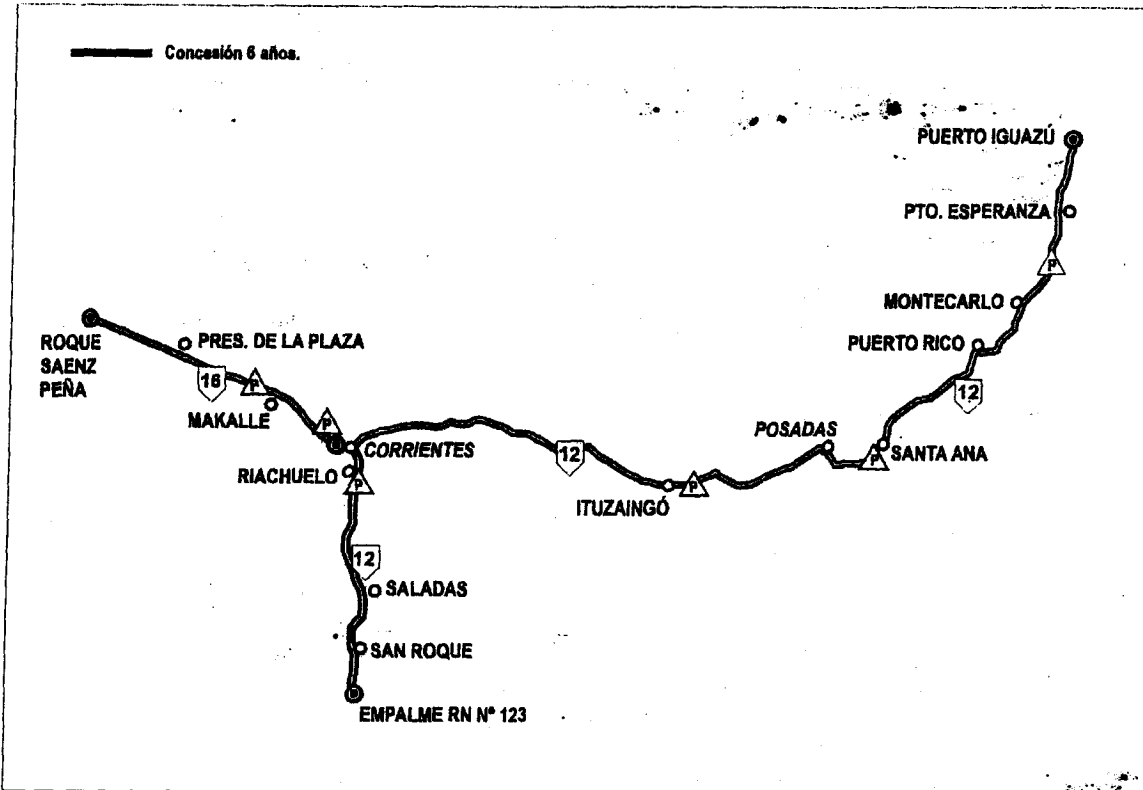 Concesión 6 años.
PUERTO IGUAZÚ
PTO. ESPERANZA
P
MONTECARLO
ROQUE
SAENZ
PEÑA
PRES. DE LA PLAZA
PUERTO RICO
16
P
MAKALLE
12
P
CORRIENTES
POSADAS
SANTA ANA
P
12
RIACHUELO
P
ITUZAINGÓ
P
12
SALADAS
SAN ROQUE
EMPALME RN Nº 123